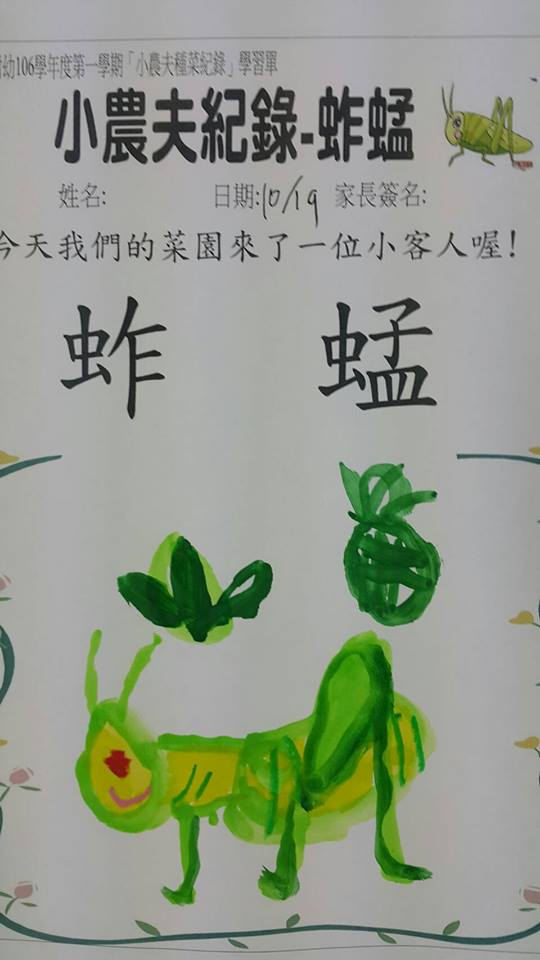 幼106學年度第一學期「小農夫種菜紀錄」學習單
小農夫紀錄-蚱蜢
姓名: 日期:10/19 家長簽名:
今天我們的菜園來了一位小客人喔!
蚱 蜢